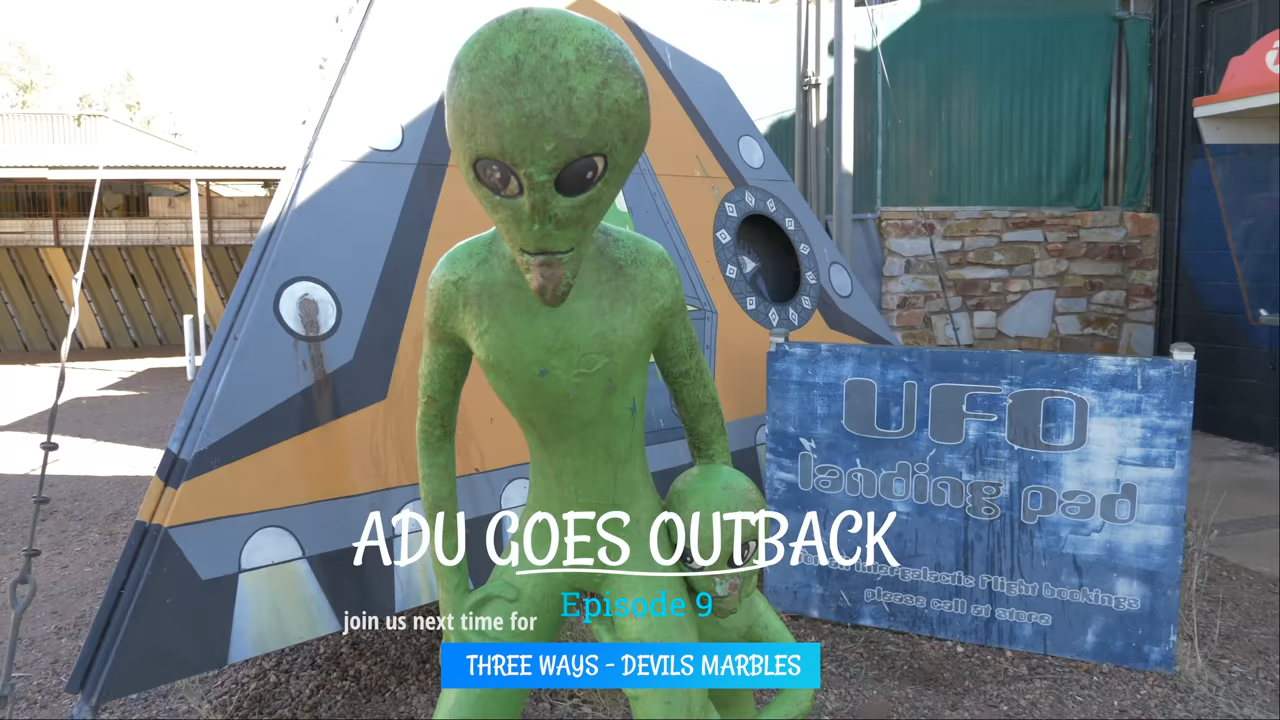 UFO
landing pad
intergalactic flight bookings
please call at store
ADU GOES OUTBACK
join us next time for
Episode 9
THREE WAYS - DEVILS MARBLES